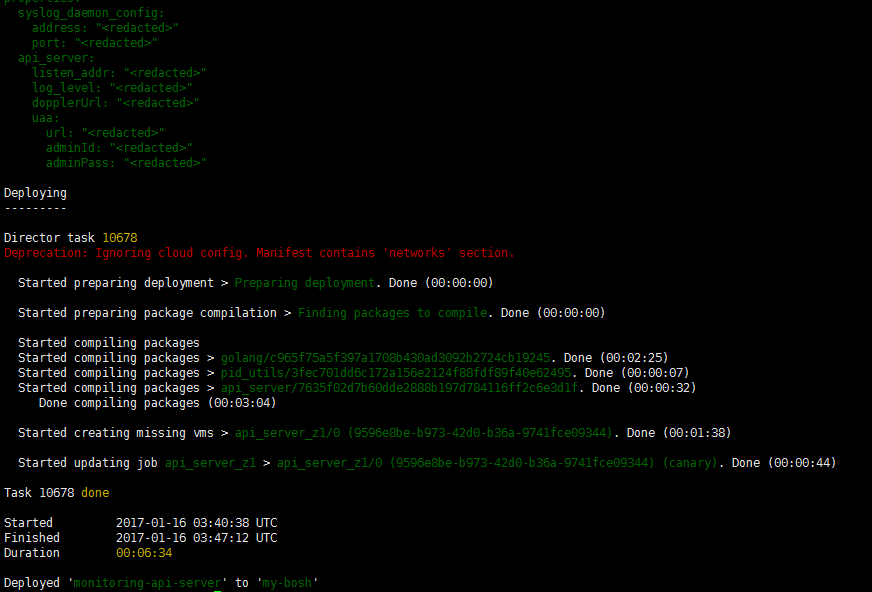 properties:
  syslog_daemon_config:
    address: "<redacted>"
    port: "<redacted>"
  api_server:
    listen_addr: "<redacted>"
    log_level: "<redacted>"
    dopplerUrl: "<redacted>"
    uaa:
      url: "<redacted>"
      adminId: "<redacted>"
      adminPass: "<redacted>"
Deploying
---------
Director task 10678
Deprecation: Ignoring cloud config. Manifest contains 'networks' section.
  Started preparing deployment > Preparing deployment. Done (00:00:00)
  Started preparing package compilation > Finding packages to compile. Done (00:00:00)
  Started compiling packages
  Started compiling packages > golang/c965f75a5f397a1708b430ad3092b2724cb19245. Done (00:02:25)
  Started compiling packages > pid_utils/3fec701dd6c172a156e2124f88fdf89f40e62495. Done (00:00:07)
  Started compiling packages > api_server/7635f02d7b60dde2888b197d784116ff2c6e3d1f. Done (00:00:32)
     Done compiling packages (00:03:04)
  Started creating missing vms > api_server_z1/0 (9596e8be-b973-42d0-b36a-9741fce09344). Done (00:01:38)
  Started updating job api_server_z1 > api_server_z1/0 (9596e8be-b973-42d0-b36a-9741fce09344) (canary). Done (00:00:44)
Task 10678 done
Started         2017-01-16 03:40:38 UTC
Finished        2017-01-16 03:47:12 UTC
Duration        00:06:34
Deployed 'monitoring-api-server' to 'my-bosh'